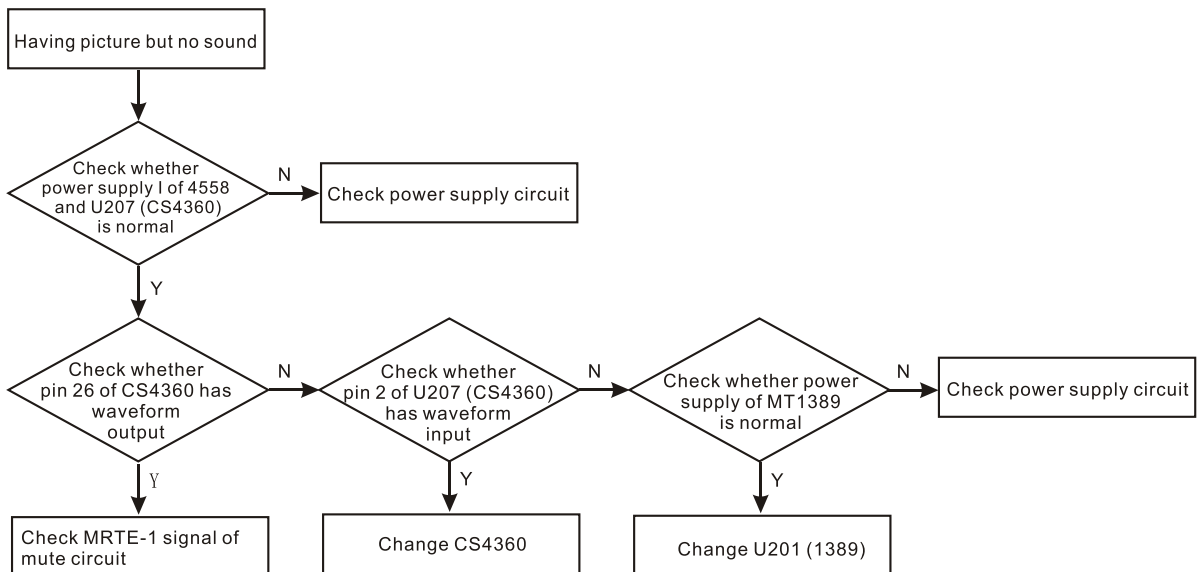 Having picture but no sound
Check whether
power supply I of 4558
and U207 (CS4360)
is normal
N
Check power supply circuit
Y
Check whether
pin 26 of CS4360 has
waveform
output
N
Check whether
pin 2 of U207 (CS4360)
has waveform
input
N
Check whether power
supply of MT1389
is normal
N
Check power supply circuit
Y
Y
Y
Check MRTE-1 signal of
mute circuit
Change CS4360
Change U201 (1389)